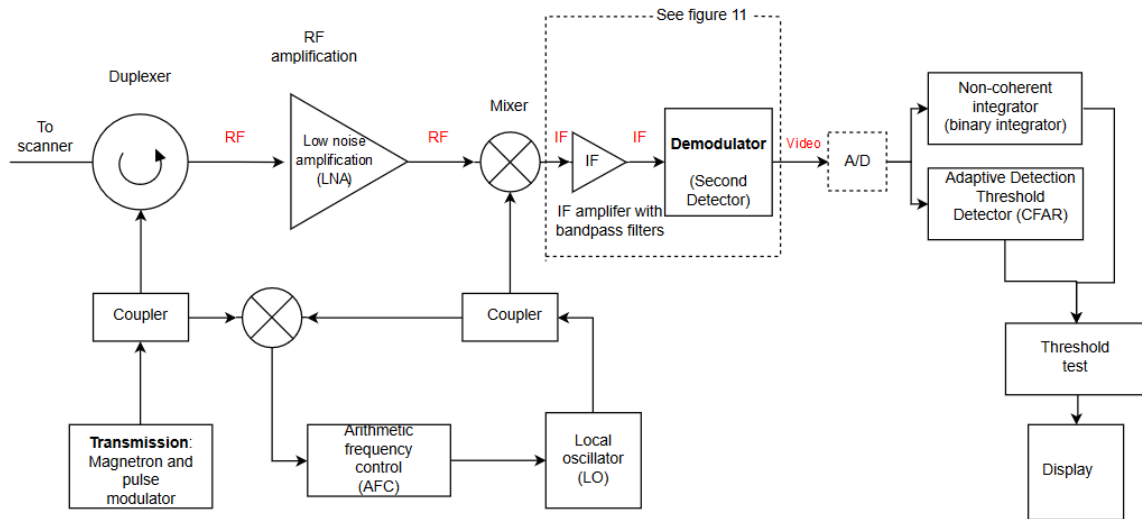 See figure 11
RF
amplification
Duplexer
Mixer
To
scanner
RF
Low noise
amplification
(LNA)
RF
IF
IF
IF
Demodulator
(Second
Detector)
Video
A/D
Non-coherent
integrator
(binary integrator)
Adaptive Detection
Threshold
Detector (CFAR)
IF amplifer with
bandpass filters
Coupler
Coupler
Threshold
test
Transmission:
Magnetron and
pulse
modulator
Arithmetic
frequency
control
(AFC)
Local
oscillator
(LO)
Display